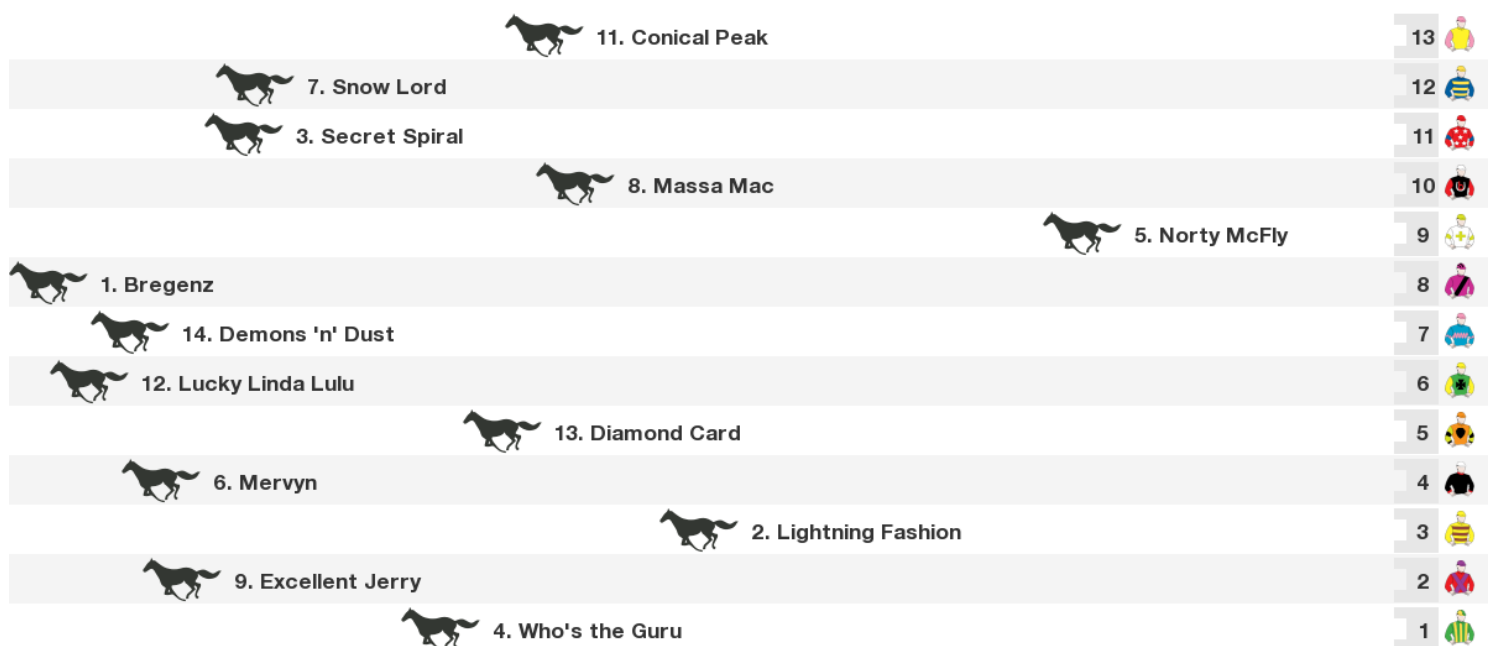 11. Conical Peak 13
7. Snow Lord 12
3. Secret Spiral 11
8. Massa Mac 10
5. Norty McFly 9
1. Bregenz 8
14. Demons 'n' Dust 7
12. Lucky Linda Lulu 6
13. Diamond Card 5
6. Mervyn 4
2. Lightning Fashion 3
9. Excellent Jerry 2
4. Who's the Guru 1